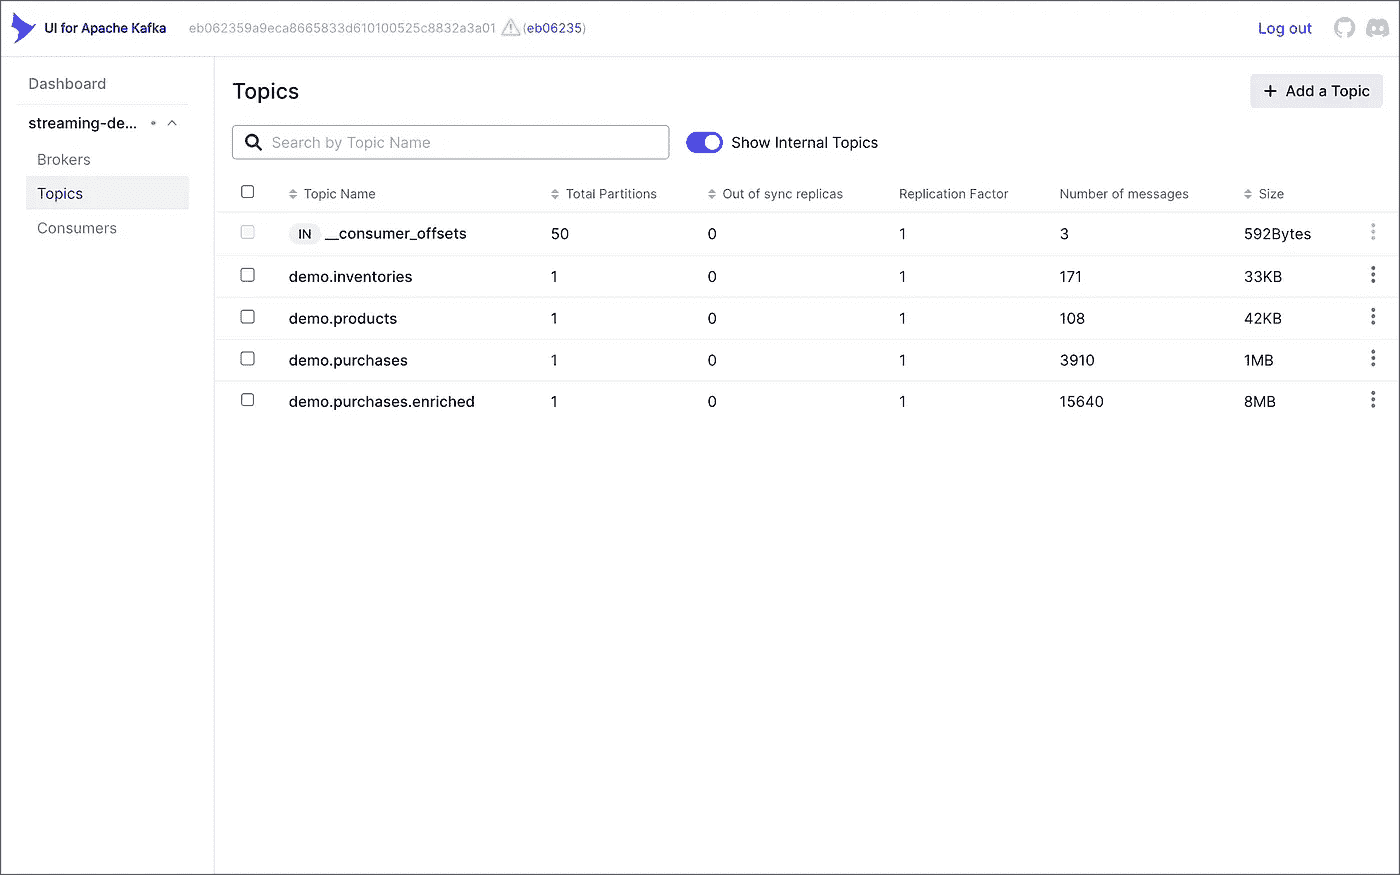 UI for Apache Kafka eb062359a9eca8665833d610100525c8832a3a01 (eb06235) Log out
Dashboard
streaming-de...
Brokers
Topics
Consumers
Topics
+ Add a Topic
Search by Topic Name
Show Internal Topics
Topic Name Total Partitions Out of sync replicas Replication Factor Number of messages Size
IN __consumer_offsets 50 0 1 3 592Bytes
demo.inventories 1 0 1 171 33KB
demo.products 1 0 1 108 42KB
demo.purchases 1 0 1 3910 1MB
demo.purchases.enriched 1 0 1 15640 8MB